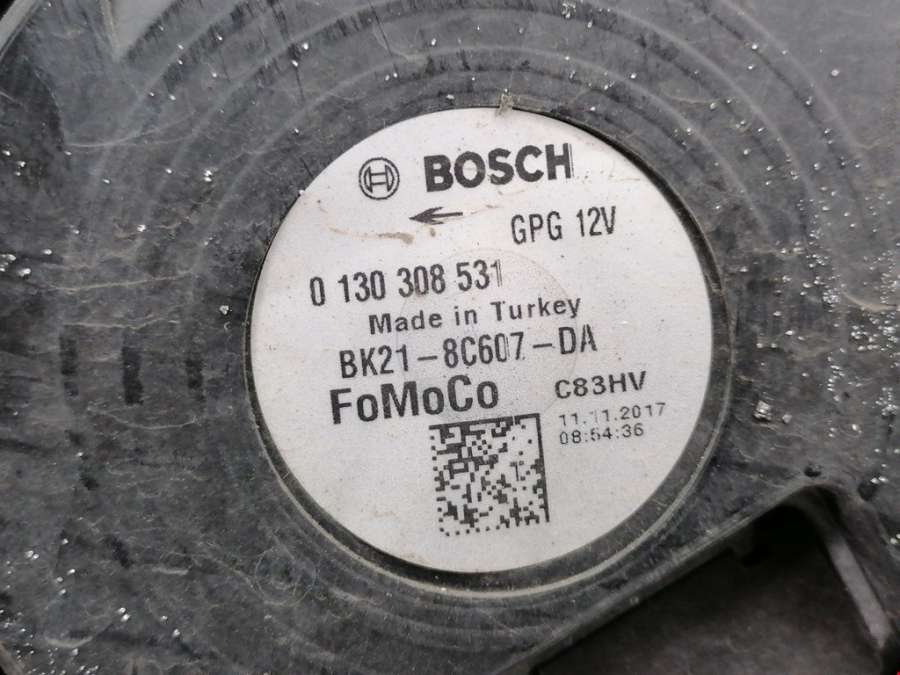 BOSCH
GPG 12V
0 130 308 531
Made in Turkey
BK21-8C607-DA
FoMoCo
C83HV
11.11.2017
08:54:36